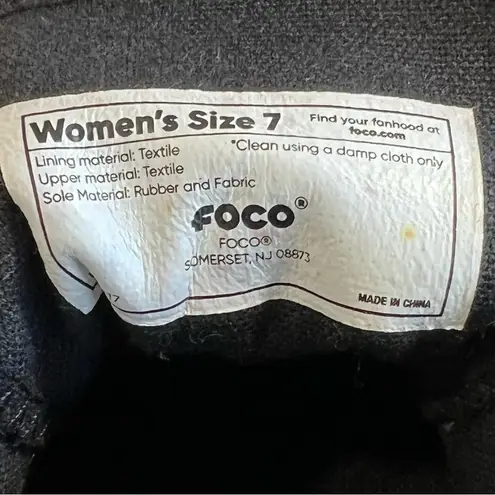 Women's Size 7
Find your fanhood at
foco.com
Lining material: Textile
*Clean using a damp cloth only
Upper material: Textile
Sole Material: Rubber and Fabric
FOCO®
FOCO®
SOMERSET, NJ 08873
MADE IN CHINA